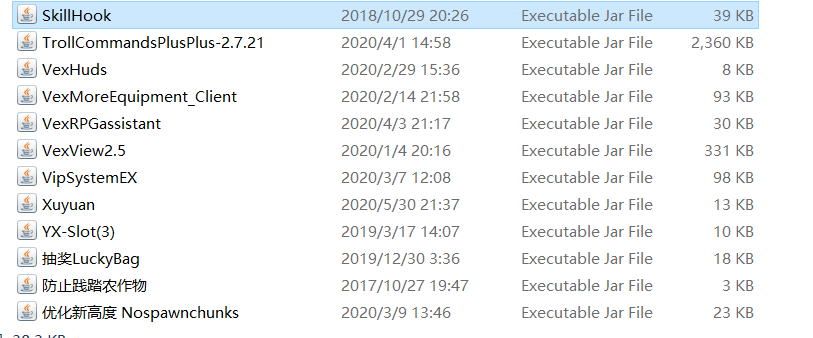 SkillHook 2018/10/29 20:26 Executable Jar File 39 KB
TrollCommandsPlusPlus-2.7.21 2020/4/1 14:58 Executable Jar File 2,360 KB
VexHuds 2020/2/29 15:36 Executable Jar File 8 KB
VexMoreEquipment_Client 2020/2/14 21:58 Executable Jar File 93 KB
VexRPGassistant 2020/4/3 21:17 Executable Jar File 30 KB
VexView2.5 2020/1/4 20:16 Executable Jar File 331 KB
VipSystemEX 2020/3/7 12:08 Executable Jar File 98 KB
Xuyuan 2020/5/30 21:37 Executable Jar File 13 KB
YX-Slot(3) 2019/3/17 14:07 Executable Jar File 10 KB
抽奖LuckyBag 2019/12/30 3:36 Executable Jar File 18 KB
防止践踏农作物 2017/10/27 19:47 Executable Jar File 3 KB
优化新高度 Nospawnchunks 2020/3/9 13:46 Executable Jar File 23 KB